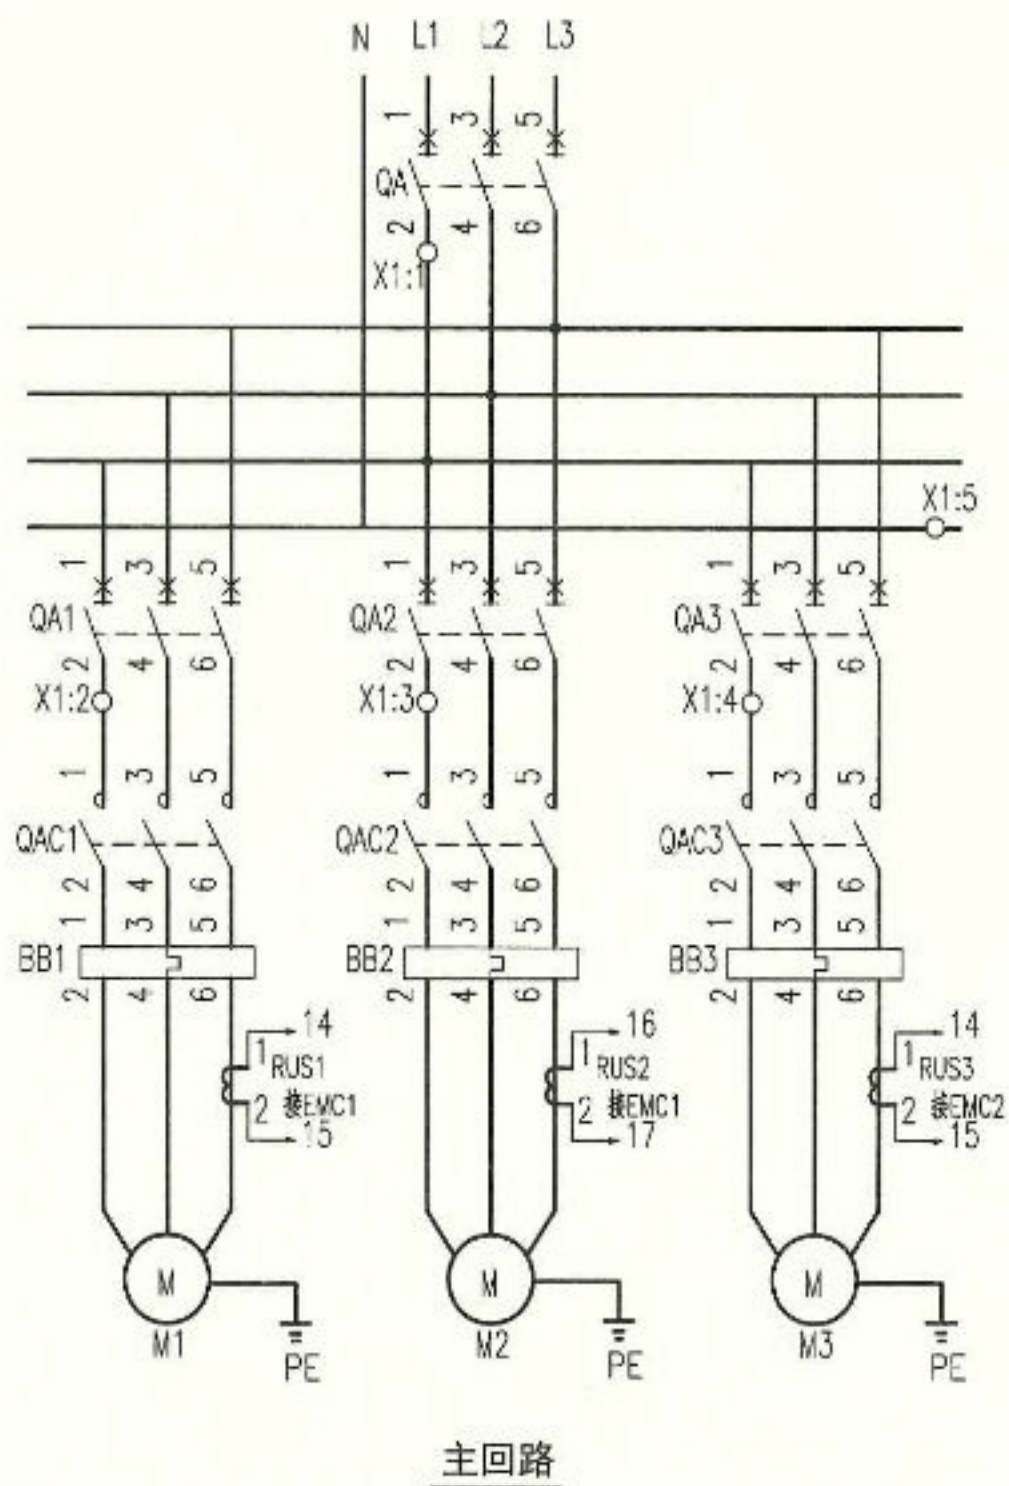 N L1 L2 L3
1 3 5
QA
2 4 6
X1:1
X1:5
1 3 5 1 3 5 1 3 5
QA1 QA2 QA3
2 4 6 2 4 6 2 4 6
X1:2 X1:3 X1:4
1 3 5 1 3 5 1 3 5
QAC1 QAC2 QAC3
2 4 6 2 4 6 2 4 6
1 3 5 1 3 5 1 3 5
BB1 BB2 BB3
2 4 6 2 4 6 2 4 6
14 16 14
1 RUS1 1 RUS2 1 RUS3
2 接EMC1 2 接EMC1 2 接EMC2
15 17 15
M M M
M1 M2 M3
PE PE PE
主回路